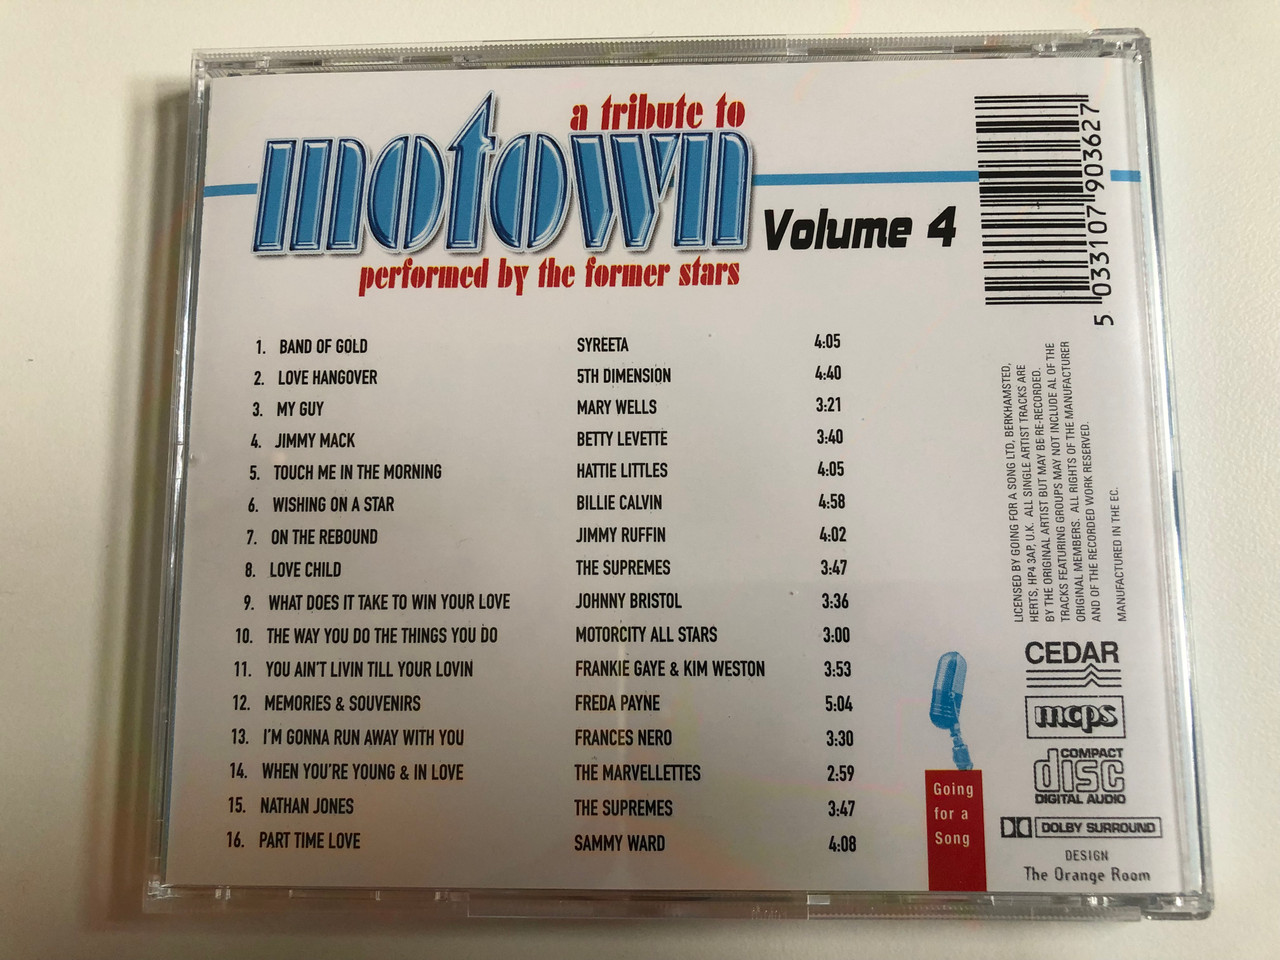 a tribute to
motown
Volume 4
performed by the former stars
1. BAND OF GOLD SYREETA 4:05
2. LOVE HANGOVER 5TH DIMENSION 4:40
3. MY GUY MARY WELLS 3:21
4. JIMMY MACK BETTY LEVETTE 3:40
5. TOUCH ME IN THE MORNING HATTIE LITTLES 4:05
6. WISHING ON A STAR BILLIE CALVIN 4:58
7. ON THE REBOUND JIMMY RUFFIN 4:02
8. LOVE CHILD THE SUPREMES 3:47
9. WHAT DOES IT TAKE TO WIN YOUR LOVE JOHNNY BRISTOL 3:36
10. THE WAY YOU DO THE THINGS YOU DO MOTORCITY ALL STARS 3:00
11. YOU AIN'T LIVIN TILL YOUR LOVIN FRANKIE GAYE & KIM WESTON 3:53
12. MEMORIES & SOUVENIRS FREDA PAYNE 5:04
13. I'M GONNA RUN AWAY WITH YOU FRANCES NERO 3:30
14. WHEN YOU'RE YOUNG & IN LOVE THE MARVELLETTES 2:59
15. NATHAN JONES THE SUPREMES 3:47
16. PART TIME LOVE SAMMY WARD 4:08
5 033107 903627
LICENSED BY GOING FOR A SONG LTD, BERKHAMSTED,
HERTS, HP4 3AP, U.K. ALL SINGLE ARTIST TRACKS ARE
BY THE ORIGINAL ARTIST BUT MAY BE RE-RECORDED.
TRACKS FEATURING GROUPS MAY NOT INCLUDE AL OF THE
ORIGINAL MEMBERS. ALL RIGHTS OF THE MANUFACTURER
AND OF THE RECORDED WORK RESERVED.
MANUFACTURED IN THE EC.
CEDAR
mcps
COMPACT
disc
DIGITAL AUDIO
DOLBY SURROUND
DESIGN
The Orange Room
Going
for a
Song